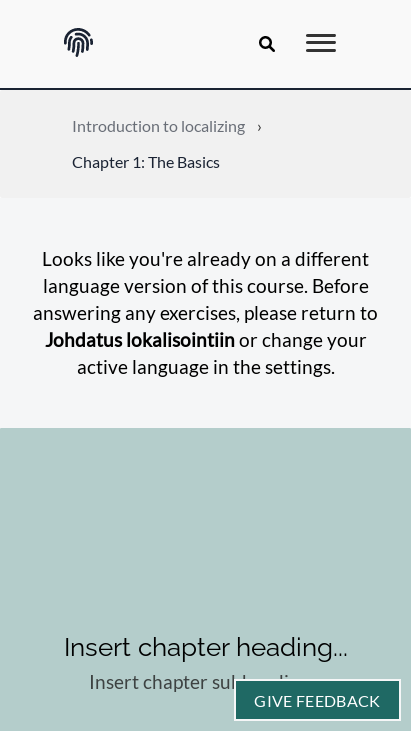 Introduction to localizing ›
Chapter 1: The Basics
Looks like you're already on a different
language version of this course. Before
answering any exercises, please return to
Johdatus lokalisointiin or change your
active language in the settings.
Insert chapter heading...
Insert chapter
GIVE FEEDBACK